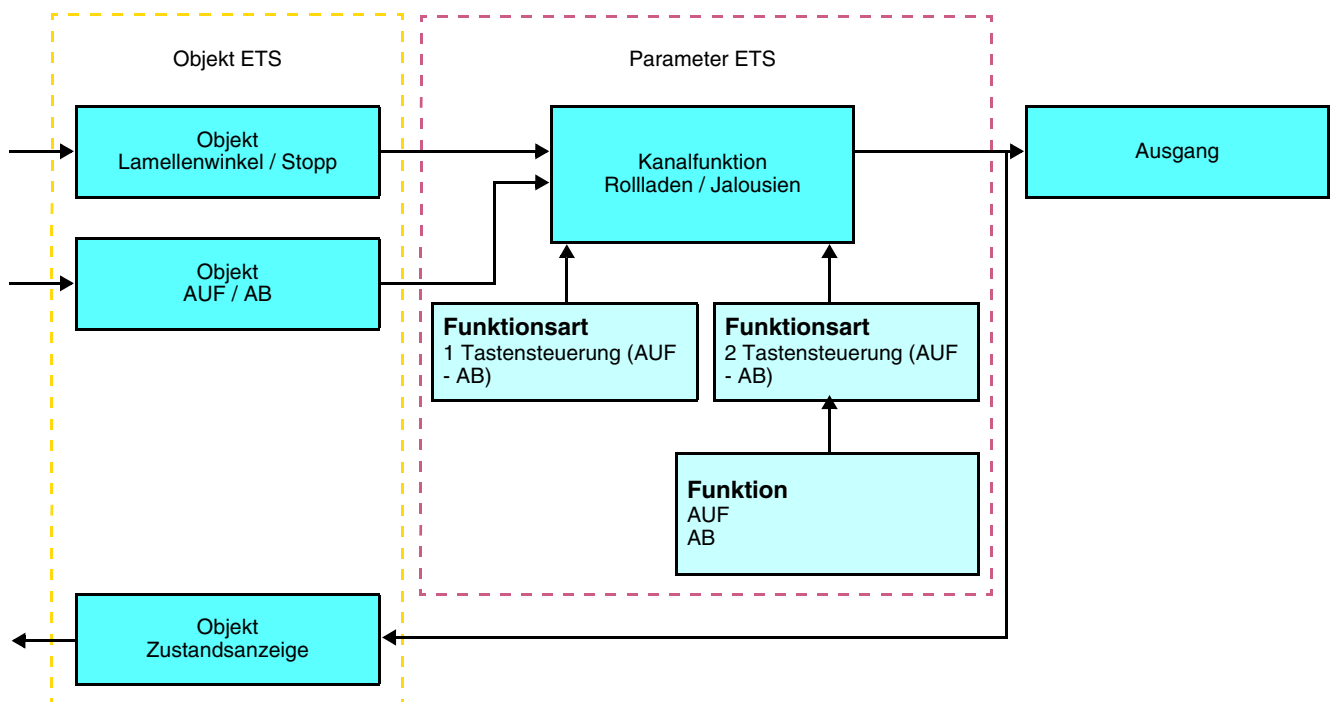 Objekt ETS
Parameter ETS
Objekt
Lamellenwinkel / Stopp
Kanalfunktion
Rollladen / Jalousien
Ausgang
Objekt
AUF / AB
Funktionsart
1 Tastensteuerung (AUF
- AB)
Funktionsart
2 Tastensteuerung (AUF
- AB)
Funktion
AUF
AB
Objekt
Zustandsanzeige